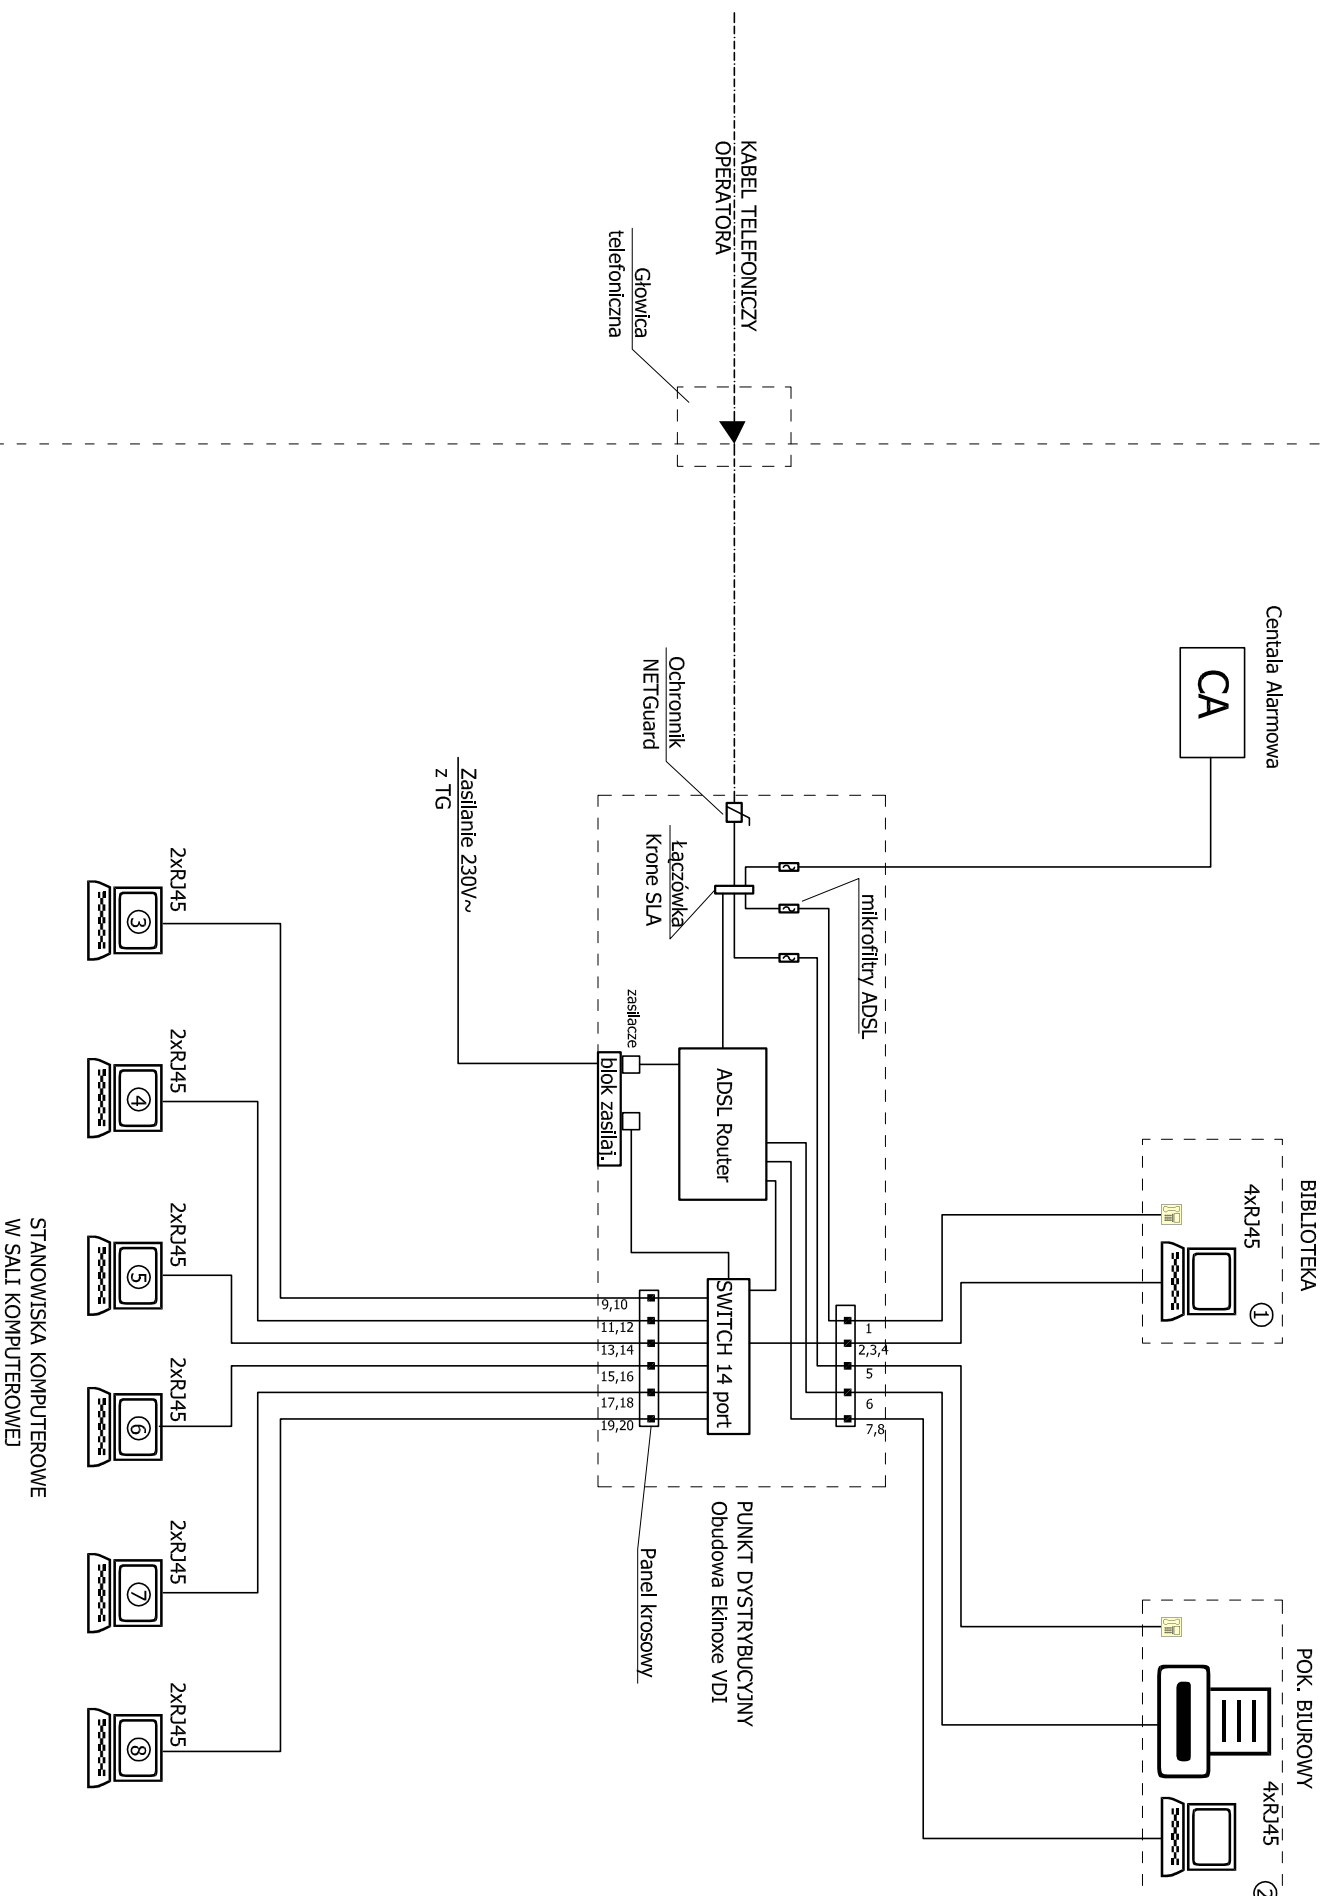 BIBLIOTEKA
4xRJ45
1
POK. BIUROWY
4xRJ45
2
Centala Alarmowa
CA
KABEL TELEFONICZY
OPERATORA
Głowica
telefoniczna
Ochronnik
NETGuard
Łączówka
Krone SLA
mikrofiltry ADSL
zasilacze
blok zasilaj.
ADSL Router
SWITCH 14 port
1
2,3,4
5
6
7,8
9,10
11,12
13,14
15,16
17,18
19,20
PUNKT DYSTRYBUCYJNY
Obudowa Ekinoxe VDI
Panel krosowy
Zasilanie 230V~
z TG
2xRJ45
3
2xRJ45
4
2xRJ45
5
2xRJ45
6
2xRJ45
7
2xRJ45
8
STANOWISKA KOMPUTEROWE
W SALI KOMPUTEROWEJ